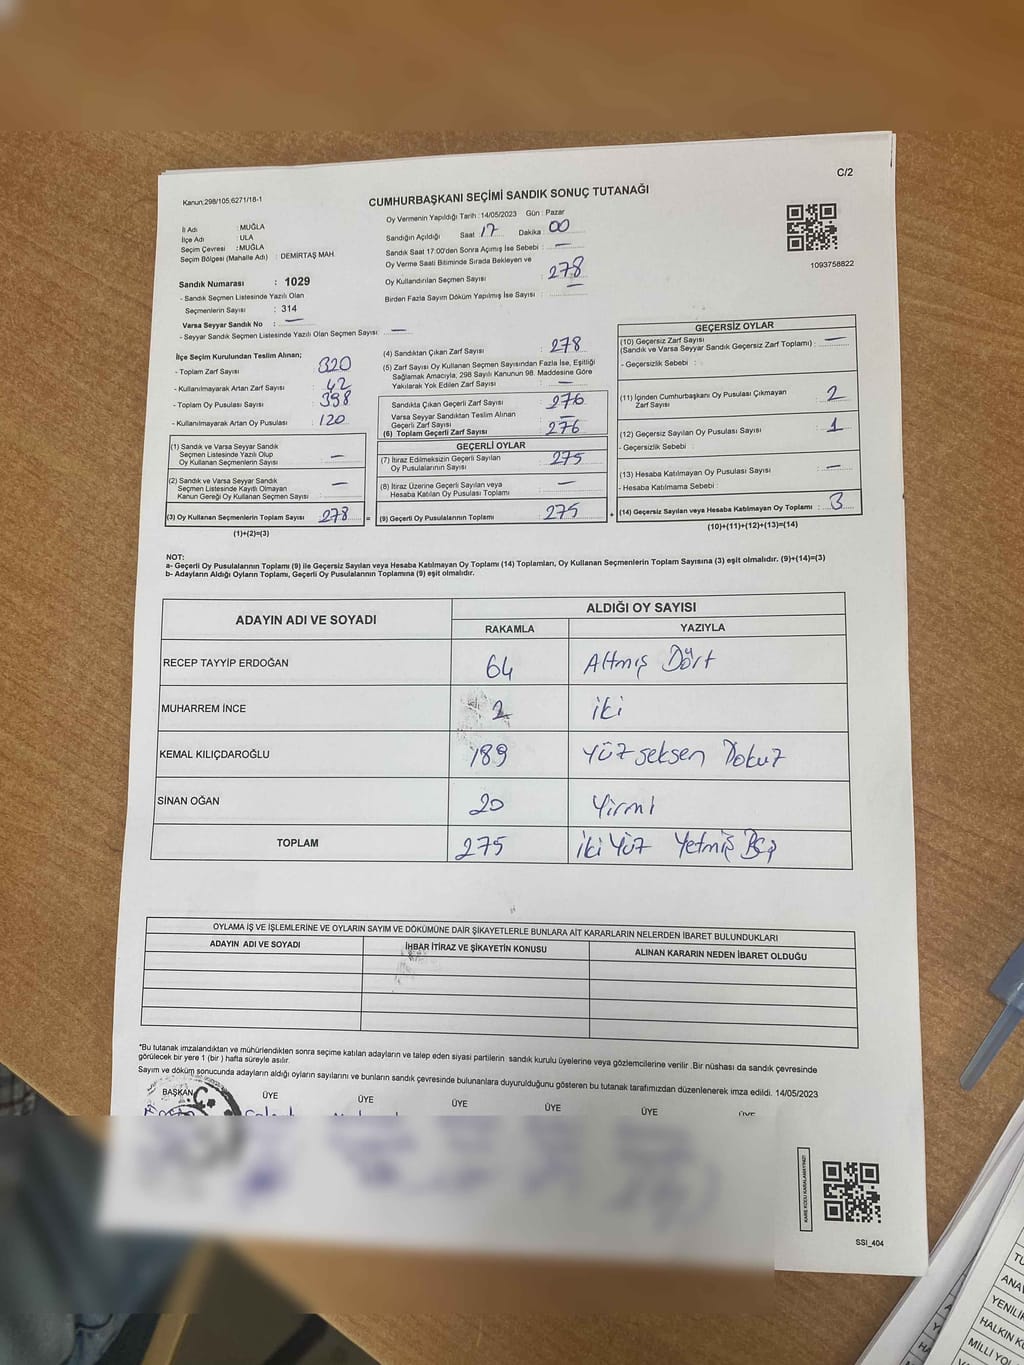 C/2
Kanun;298/105;6271/18-1
CUMHURBAŞKANI SEÇİMİ SANDIK SONUÇ TUTANAĞI
İl Adı : MUĞLA
İlçe Adı : ULA
Seçim Çevresi : MUĞLA
Seçim Bölgesi (Mahalle Adı) : DEMİRTAŞ MAH.
Oy Vermenin Yapıldığı Tarih : 14/05/2023 Gün : Pazar
Sandığın Açıldığı Saat 17 Dakika : 00
Sandık Saat 17:00'den Sonra Açımış İse Sebebi : —
Oy Verme Saati Bitiminde Sırada Bekleyen ve
Oy Kullandırılan Seçmen Sayısı : 278
Birden Fazla Sayım Döküm Yapılmış İse Sayısı :
1093758822
Sandık Numarası : 1029
- Sandık Seçmen Listesinde Yazılı Olan
Seçmenlerin Sayısı : 314
Varsa Seyyar Sandık No : —
- Seyyar Sandık Seçmen Listesinde Yazılı Olan Seçmen Sayısı : —
İlçe Seçim Kurulundan Teslim Alınan;
- Toplam Zarf Sayısı : 320
- Kullanılmayarak Artan Zarf Sayısı : 42
- Toplam Oy Pusulası Sayısı : 398
- Kullanılmayarak Artan Oy Pusulası : 120
(1) Sandık ve Varsa Seyyar Sandık
Seçmen Listesinde Yazılı Olup
Oy Kullanan Seçmenlerin Sayısı : —
(2) Sandık ve Varsa Seyyar Sandık
Seçmen Listesinde Kayıtlı Olmayan
Kanun Gereği Oy Kullanan Seçmen Sayısı : —
(3) Oy Kullanan Seçmenlerin Toplam Sayısı : 278 =
(1)+(2)=(3)
(4) Sandıktan Çıkan Zarf Sayısı : 278
(5) Zarf Sayısı Oy Kullanan Seçmen Sayısından Fazla İse, Eşitliği
Sağlamak Amacıyla, 298 Sayılı Kanunun 98. Maddesine Göre
Yakılarak Yok Edilen Zarf Sayısı : —
Sandıkta Çıkan Geçerli Zarf Sayısı : 276
Varsa Seyyar Sandıktan Teslim Alınan
Geçerli Zarf Sayısı : —
(6) Toplam Geçerli Zarf Sayısı : 276
GEÇERLİ OYLAR
(7) İtiraz Edilmeksizin Geçerli Sayılan
Oy Pusulalarının Sayısı : 275
(8) İtiraz Üzerine Geçerli Sayılan veya
Hesaba Katılan Oy Pusulası Toplamı : —
(9) Geçerli Oy Pusulalarının Toplamı : 275 +
GEÇERSİZ OYLAR
(10) Geçersiz Zarf Sayısı
(Sandık ve Varsa Seyyar Sandık Geçersiz Zarf Toplamı) : —
- Geçersizlik Sebebi :
(11) İçinden Cumhurbaşkanı Oy Pusulası Çıkmayan
Zarf Sayısı : 2
(12) Geçersiz Sayılan Oy Pusulası Sayısı : 1
- Geçersizlik Sebebi :
(13) Hesaba Katılmayan Oy Pusulası Sayısı : —
- Hesaba Katılmama Sebebi :
(14) Geçersiz Sayılan veya Hesaba Katılmayan Oy Toplamı : 3
(10)+(11)+(12)+(13)=(14)
NOT:
a- Geçerli Oy Pusulalarının Toplamı (9) ile Geçersiz Sayılan veya Hesaba Katılmayan Oy Toplamı (14) Toplamları, Oy Kullanan Seçmenlerin Toplam Sayısına (3) eşit olmalıdır. (9)+(14)=(3)
b- Adayların Aldığı Oyların Toplamı, Geçerli Oy Pusulalarının Toplamına (9) eşit olmalıdır.
ADAYIN ADI VE SOYADI ALDIĞI OY SAYISI
RAKAMLA YAZIYLA
RECEP TAYYİP ERDOĞAN 64 Altmış Dört
MUHARREM İNCE 2 iki
KEMAL KILIÇDAROĞLU 189 Yüz seksen Dokuz
SİNAN OĞAN 20 Yirmi
TOPLAM 275 iki Yüz Yetmiş Beş
OYLAMA İŞ VE İŞLEMLERİNE VE OYLARIN SAYIM VE DÖKÜMÜNE DAİR ŞİKAYETLERLE BUNLARA AİT KARARLARIN NELERDEN İBARET BULUNDUKLARI
ADAYIN ADI VE SOYADI İHBAR İTİRAZ VE ŞİKAYETİN KONUSU ALINAN KARARIN NEDEN İBARET OLDUĞU
*Bu tutanak imzalandıktan ve mühürlendikten sonra seçime katılan adayların ve talep eden siyasi partilerin sandık kurulu üyelerine veya gözlemcilerine verilir .Bir nüshası da sandık çevresinde
görülecek bir yere 1 (bir ) hafta süreyle asılır.
Sayım ve döküm sonucunda adayların aldığı oyların sayılarını ve bunların sandık çevresinde bulunanlara duyurulduğunu gösteren bu tutanak tarafımızdan düzenlenerek imza edildi. 14/05/2023
BAŞKAN ÜYE ÜYE ÜYE ÜYE ÜYE ÜYE
KARE KODU KARALAMAYINIZ!
SSİ_404
ANA
YENİLİK
HALKIN K
MİLLİ YO